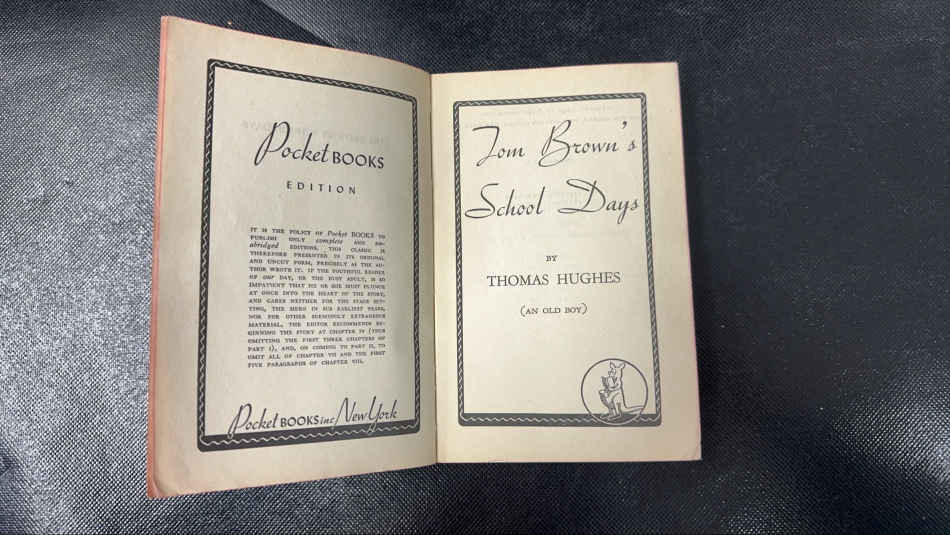 Pocket BOOKS
EDITION
IT IS THE POLICY OF Pocket BOOKS TO
PUBLISH ONLY complete AND un-
abridged EDITIONS. THIS CLASSIC IS
THEREFORE PRESENTED IN ITS ORIGINAL
AND UNCUT FORM, PRECISELY AS THE AU-
THOR WROTE IT. IF THE YOUTHFUL READER
OF OUR DAY, OR THE BUSY ADULT, IS SO
IMPATIENT THAT HE OR SHE MUST PLUNGE
AT ONCE INTO THE HEART OF THE STORY,
AND CARES NEITHER FOR THE STAGE SET-
TING, THE HERO IN HIS EARLIEST YEARS,
NOR FOR OTHER SEEMINGLY EXTRANEOUS
MATERIAL, THE EDITOR RECOMMENDS BE-
GINNING THE STORY AT CHAPTER IV (THUS
OMITTING THE FIRST THREE CHAPTERS OF
PART I), AND, ON COMING TO PART II, TO
OMIT ALL OF CHAPTER VII AND THE FIRST
FIVE PARAGRAPHS OF CHAPTER VIII.
Pocket BOOKS inc New York
Tom Brown's
School Days
BY
THOMAS HUGHES
(AN OLD BOY)